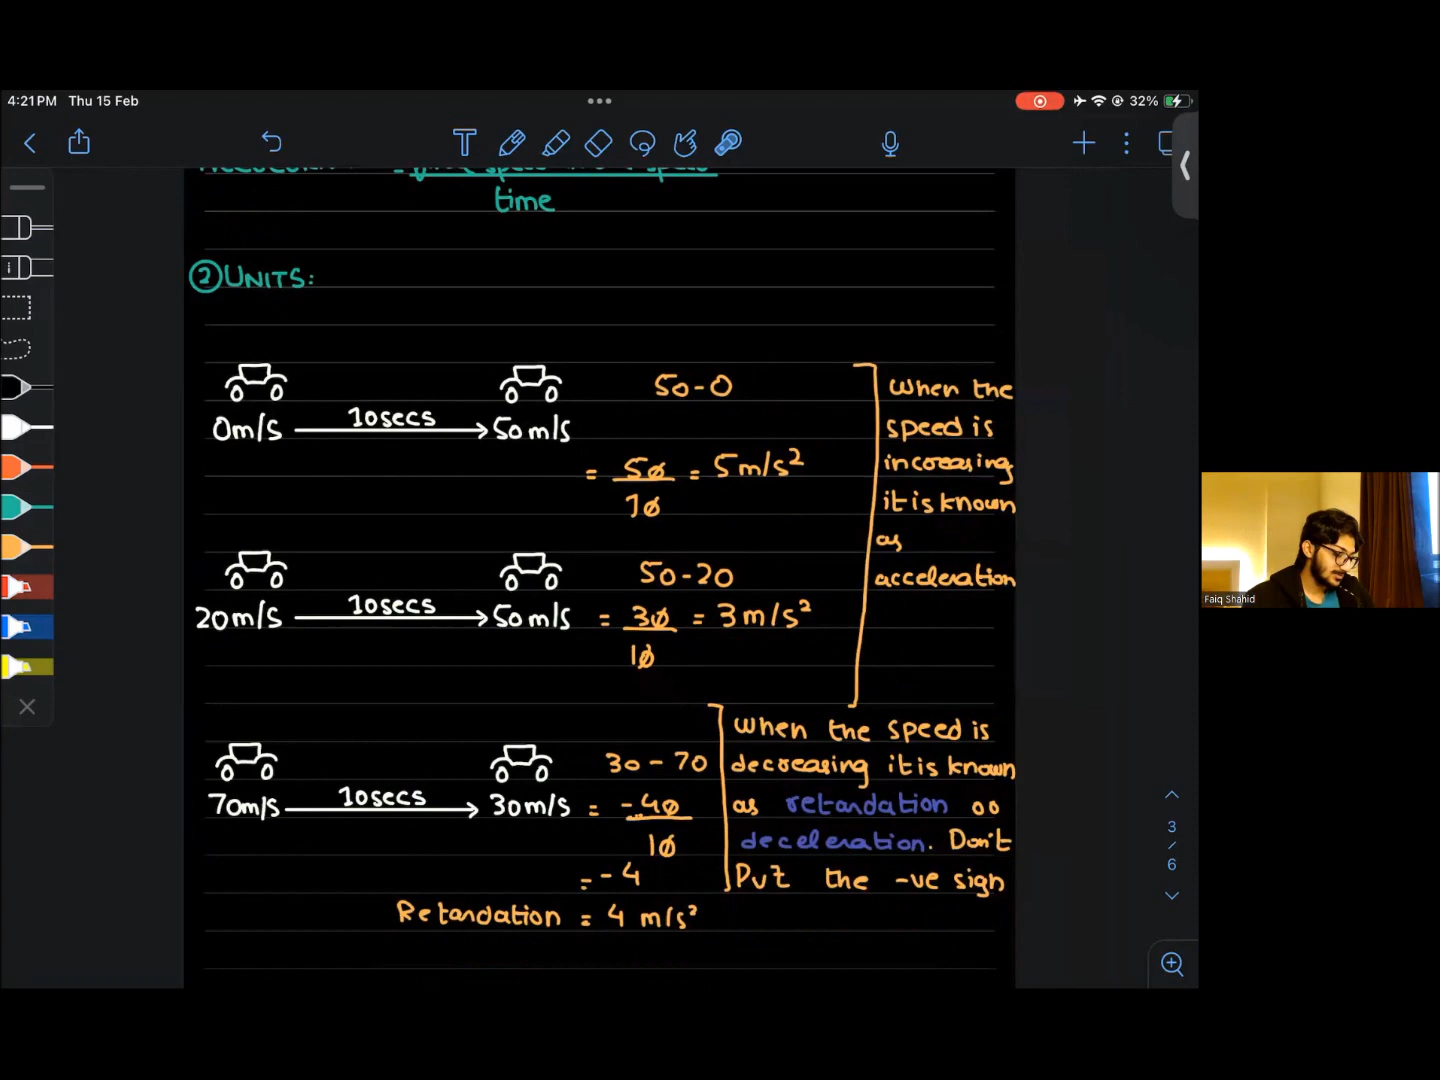 4:21PM Thu 15 Feb
32%
time
② UNITS:
50-0
0m/s 10secs 50m/s
= 50 = 5m/s²
10
50-20
20m/s 10secs 50m/s = 30 = 3m/s²
10
When the
speed is
increasing
it is known
as
acceleration
30-70
70m/s 10secs 30m/s = -40
10
= -4
Retardation = 4 m/s²
When the speed is
decreasing it is known
as retardation or
deceleration. Don't
Put the -ve sign
3
/
6
Faiq Shahid